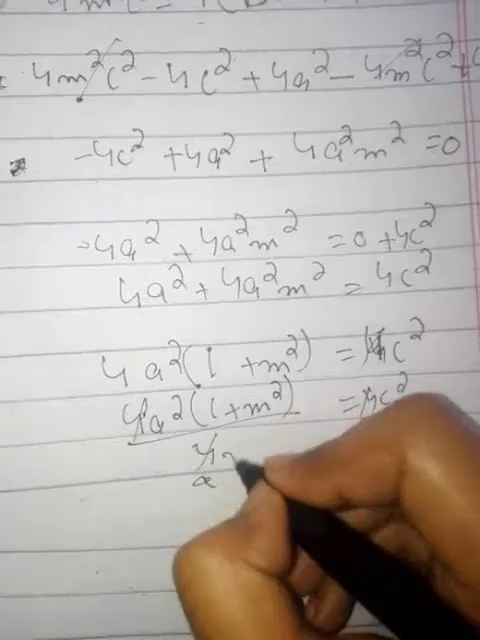 4m²c² - 4c² + 4a² - 4m²c² +
-4c² + 4a² + 4a²m² = 0
4a² + 4a²m² = 0 + 4c²
4a² + 4a²m² = 4c²
4a²(1 + m²) = 4c²
4a²(1 + m²) = 4c²